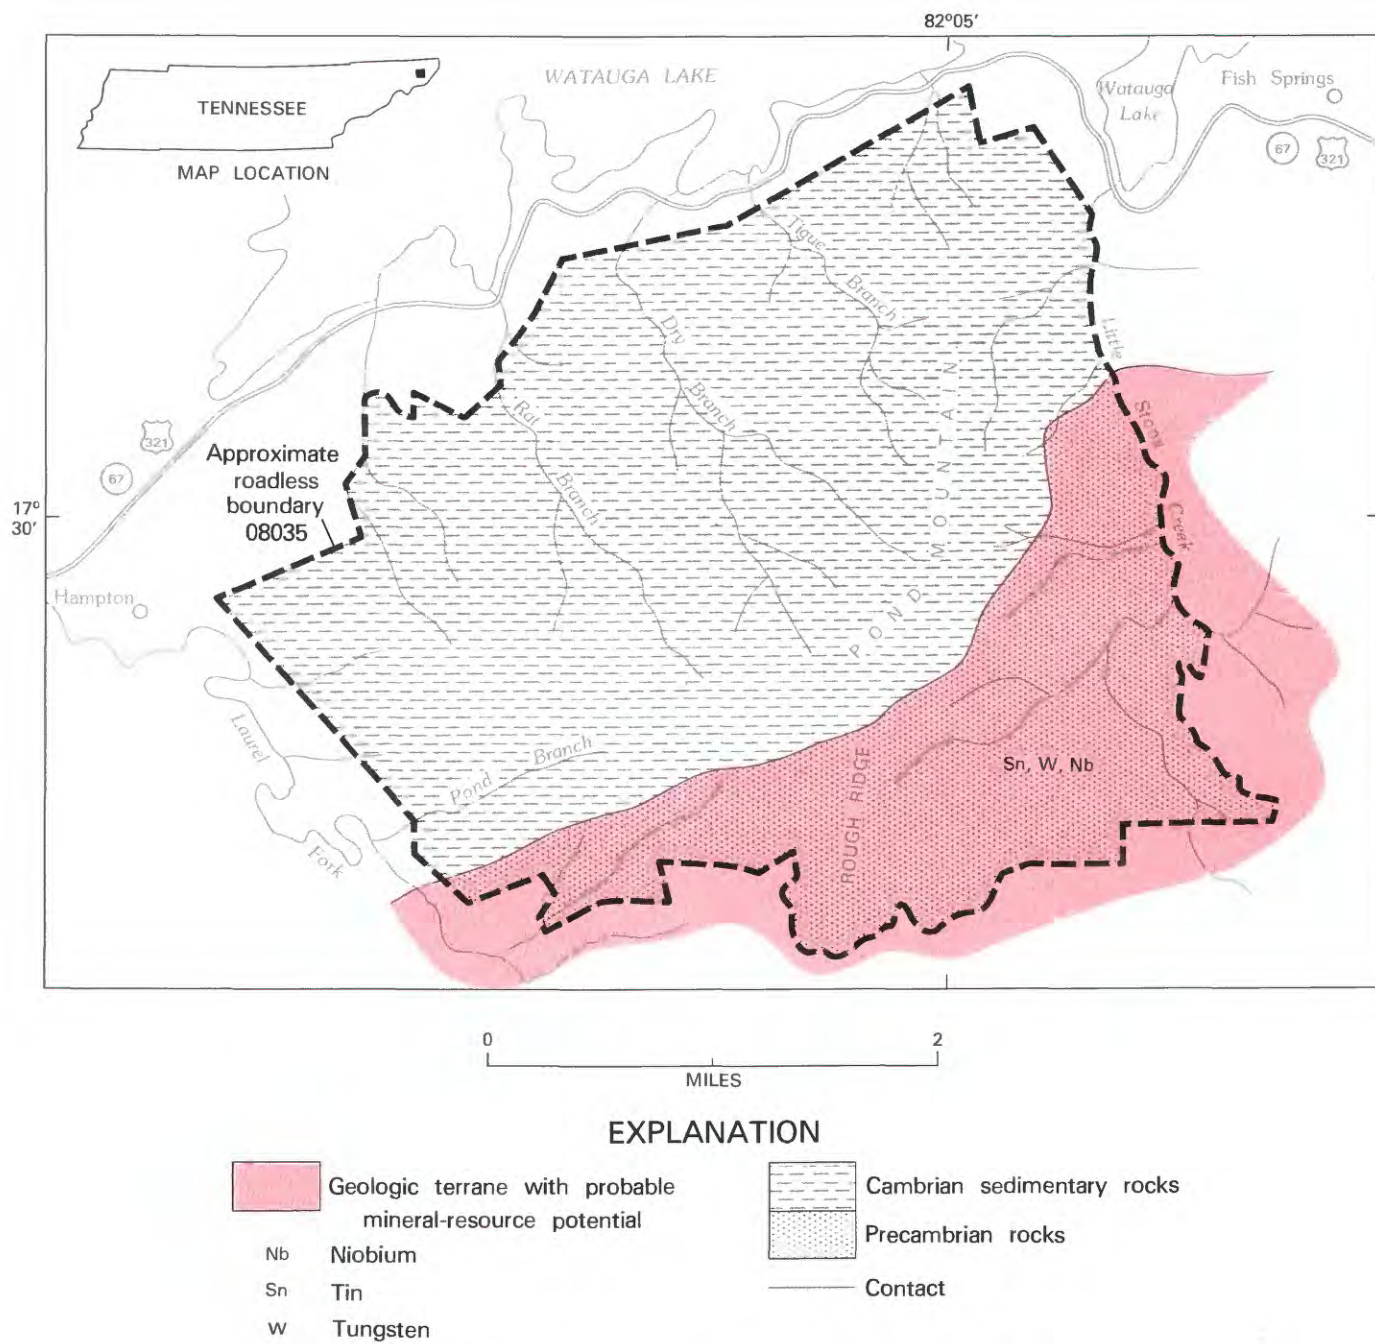 82°05'
TENNESSEE
MAP LOCATION
WATAUGA LAKE
Watauga
Lake
Fish Springs
67
321
Tigue
Branch
Little
Dry
Branch
Rat
Branch
Stony
Creek
321
67
Approximate
roadless
boundary
08035
17°
30'
Hampton
POND MOUNTAIN
Laurel
Fork
Pond Branch
ROUGH RIDGE
Sn, W, Nb
0 2
MILES
EXPLANATION
Geologic terrane with probable
mineral-resource potential
Nb Niobium
Sn Tin
W Tungsten
Cambrian sedimentary rocks
Precambrian rocks
Contact